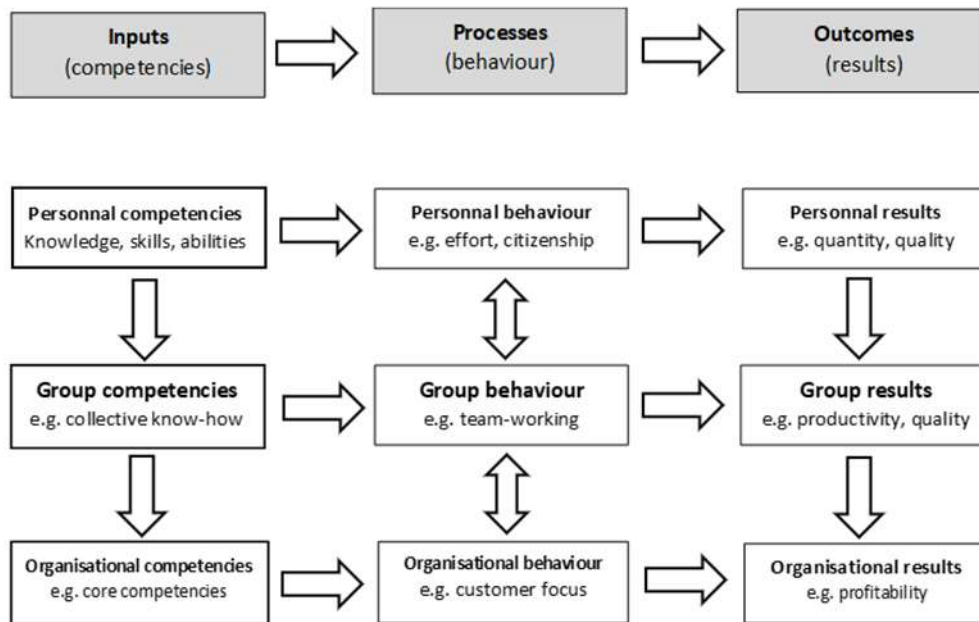 Inputs
(competencies)
Processes
(behaviour)
Outcomes
(results)
Personnal competencies
Knowledge, skills, abilities
Personnal behaviour
e.g. effort, citizenship
Personnal results
e.g. quantity, quality
Group competencies
e.g. collective know-how
Group behaviour
e.g. team-working
Group results
e.g. productivity, quality
Organisational competencies
e.g. core competencies
Organisational behaviour
e.g. customer focus
Organisational results
e.g. profitability